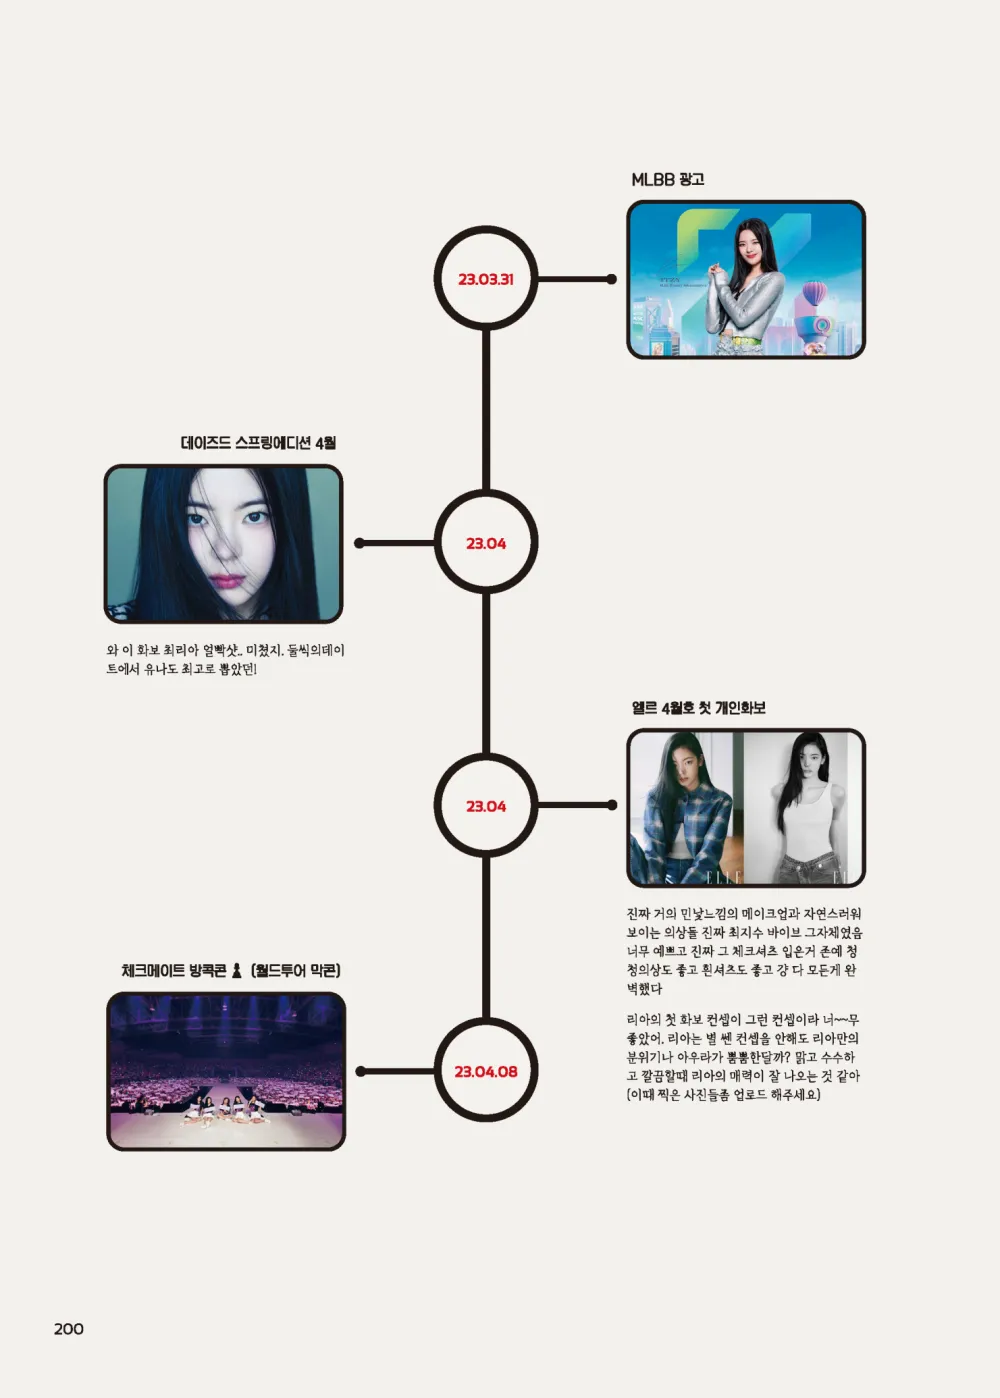 MLBB 광고
23.03.31
데이즈드 스프링에디션 4월
23.04
와 이 화보 최리아 얼빡샷.. 미쳤지. 둘씩의데이
트에서 유나도 최고로 뽑았던!
엘르 4월호 첫 개인화보
23.04
ELLE
EL
진짜 거의 민낯느낌의 메이크업과 자연스러워
보이는 의상들 진짜 최지수 바이브 그자체였음
너무 예쁘고 진짜 그 체크셔츠 입은거 존예 청
청의상도 좋고 흰셔츠도 좋고 걍 다 모든게 완
벽했다
리아의 첫 화보 컨셉이 그런 컨셉이라 너~~무
좋았어. 리아는 별 쎈 컨셉을 안해도 리아만의
분위기나 아우라가 뿜뿜한달까? 맑고 수수하
고 깔끔할때 리아의 매력이 잘 나오는 것 같아
(이때 찍은 사진들좀 언로드 해주세요)
체크메이트 방콕콘 (월드투어 막콘)
23.04.08
200